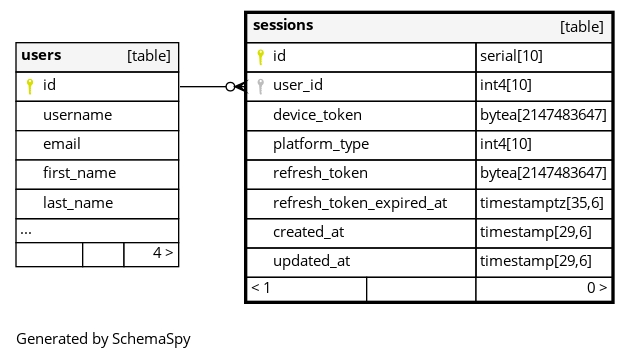 users [table]
id
username
email
first_name
last_name
...
4 >
sessions [table]
id serial[10]
user_id int4[10]
device_token bytea[2147483647]
platform_type int4[10]
refresh_token bytea[2147483647]
refresh_token_expired_at timestamptz[35,6]
created_at timestamp[29,6]
updated_at timestamp[29,6]
< 1 0 >
Generated by SchemaSpy